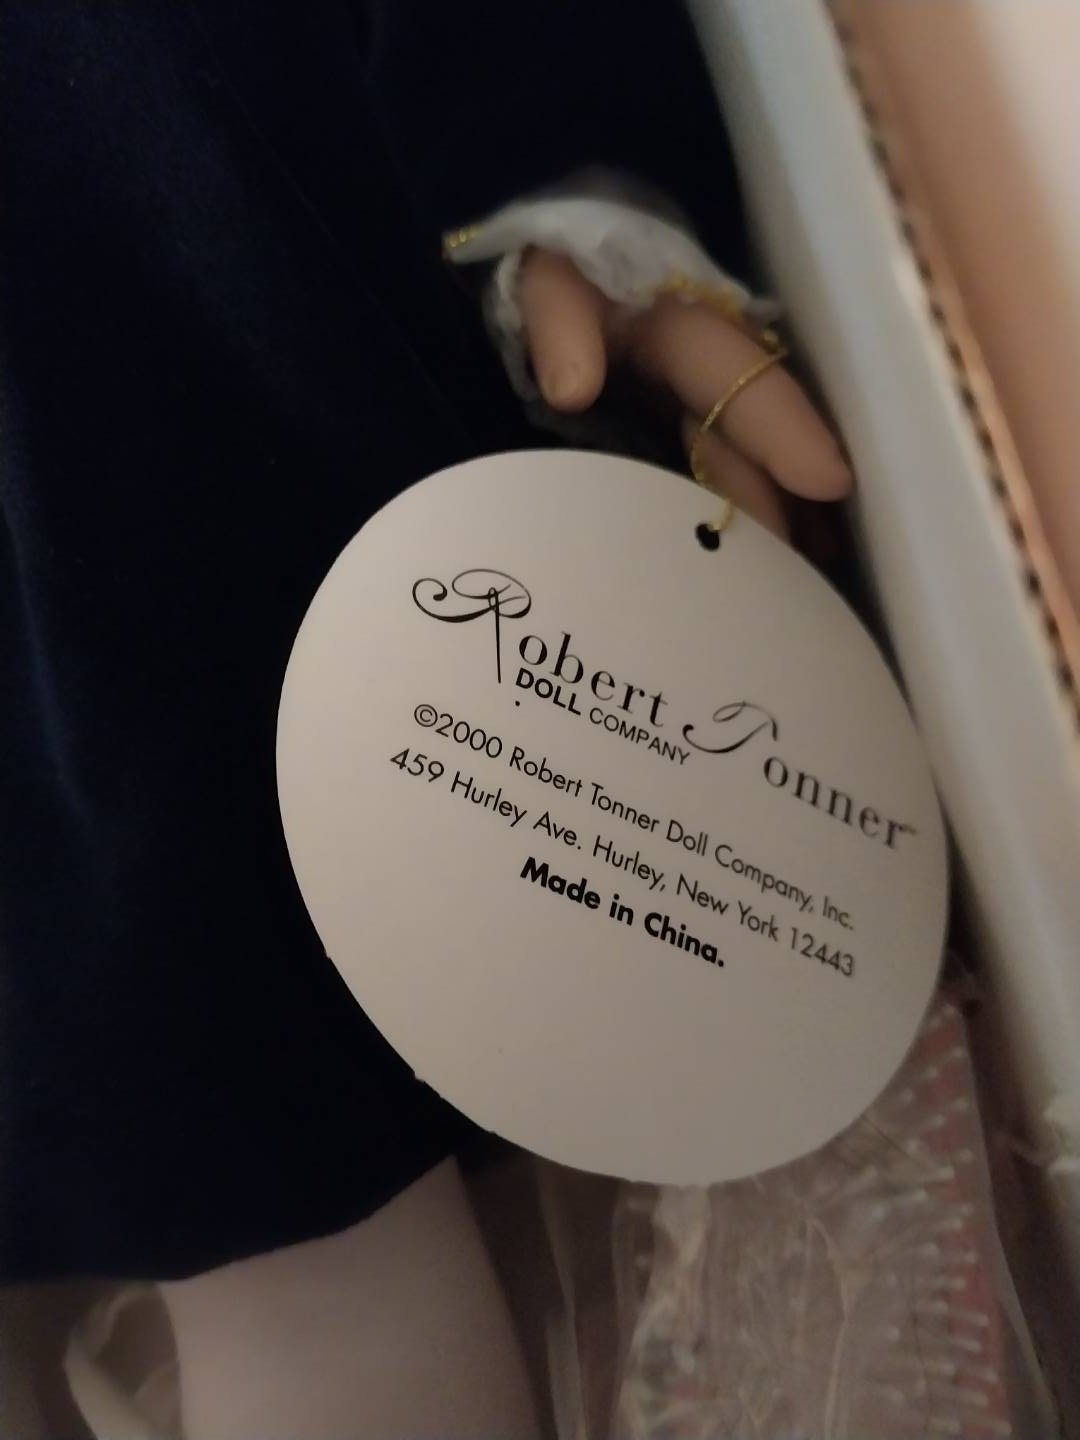 Robert Tonner™
DOLL COMPANY
©2000 Robert Tonner Doll Company, Inc.
459 Hurley Ave. Hurley, New York 12443
Made in China.